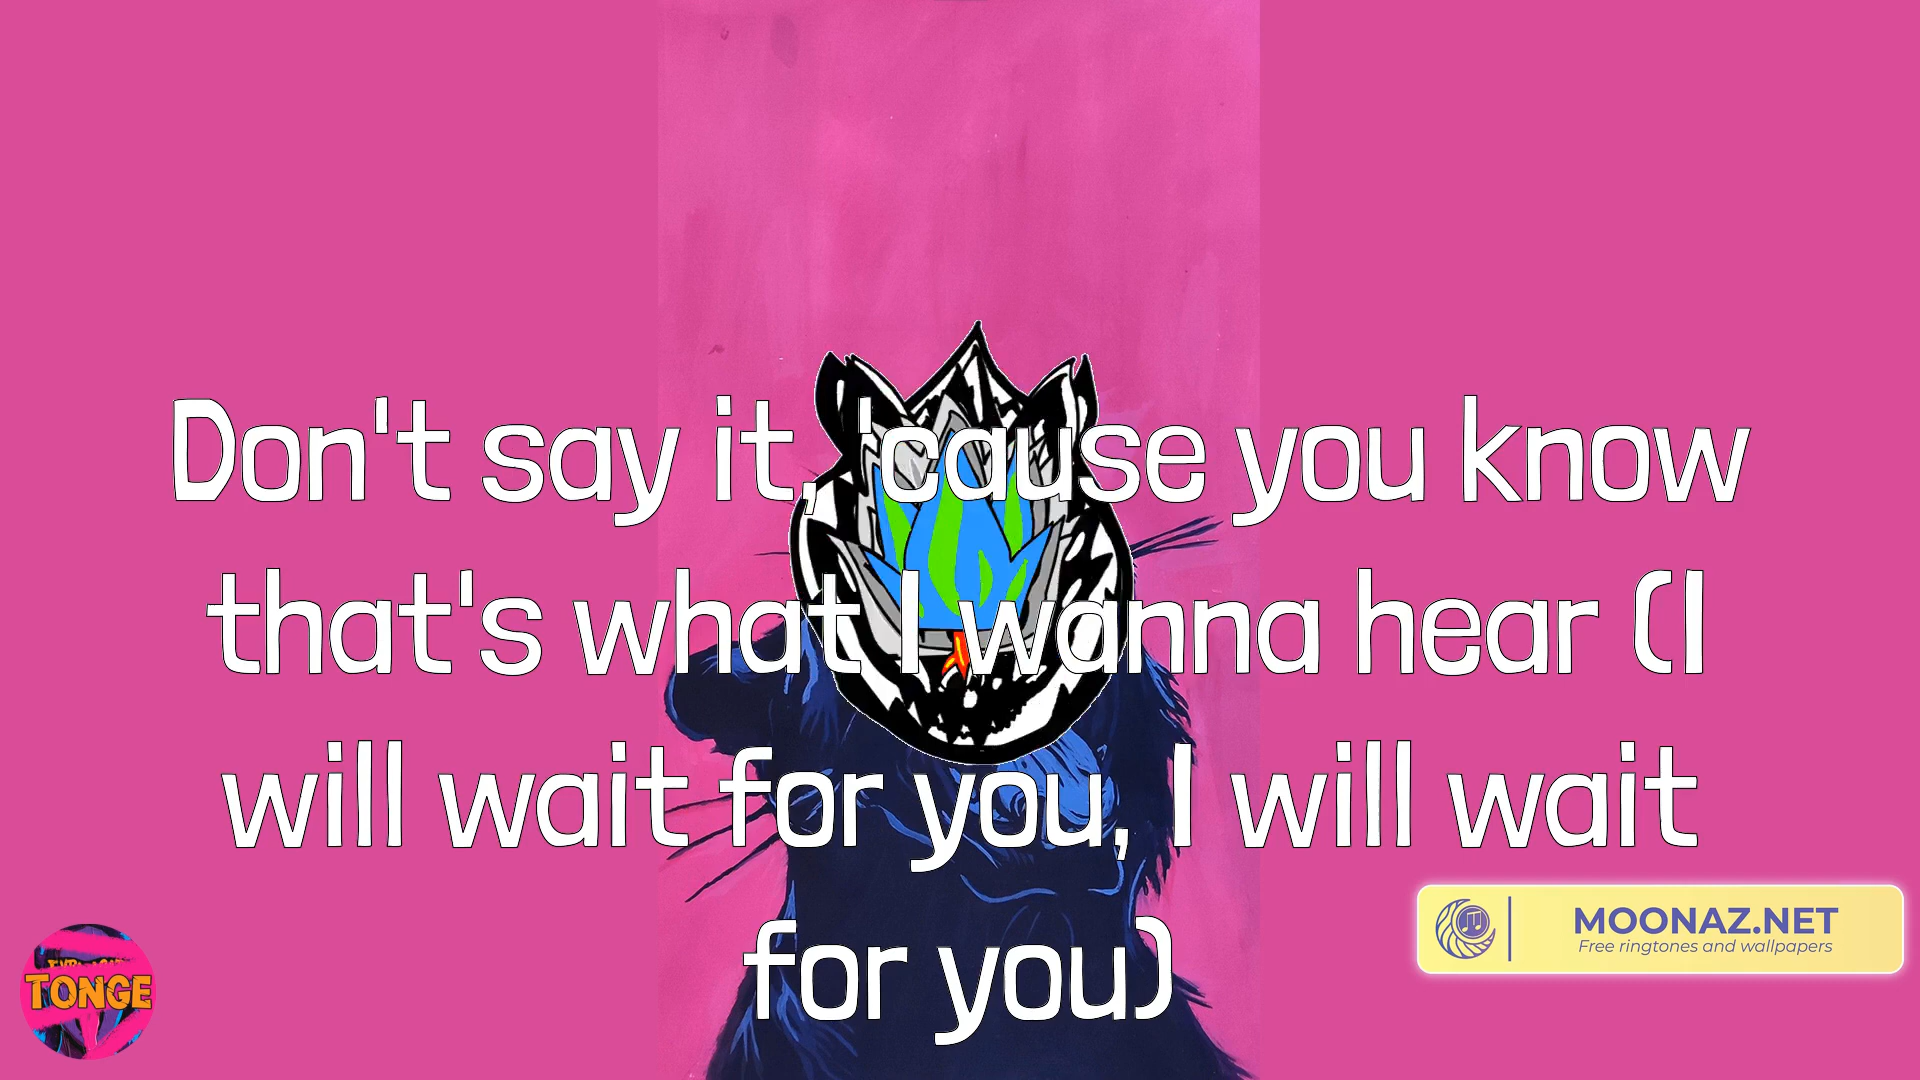 Don't say it, 'cause you know
that's what I wanna hear (I
will wait for you, I will wait
for you)
MOONAZ.NET
Free ringtones and wallpapers
TONGE